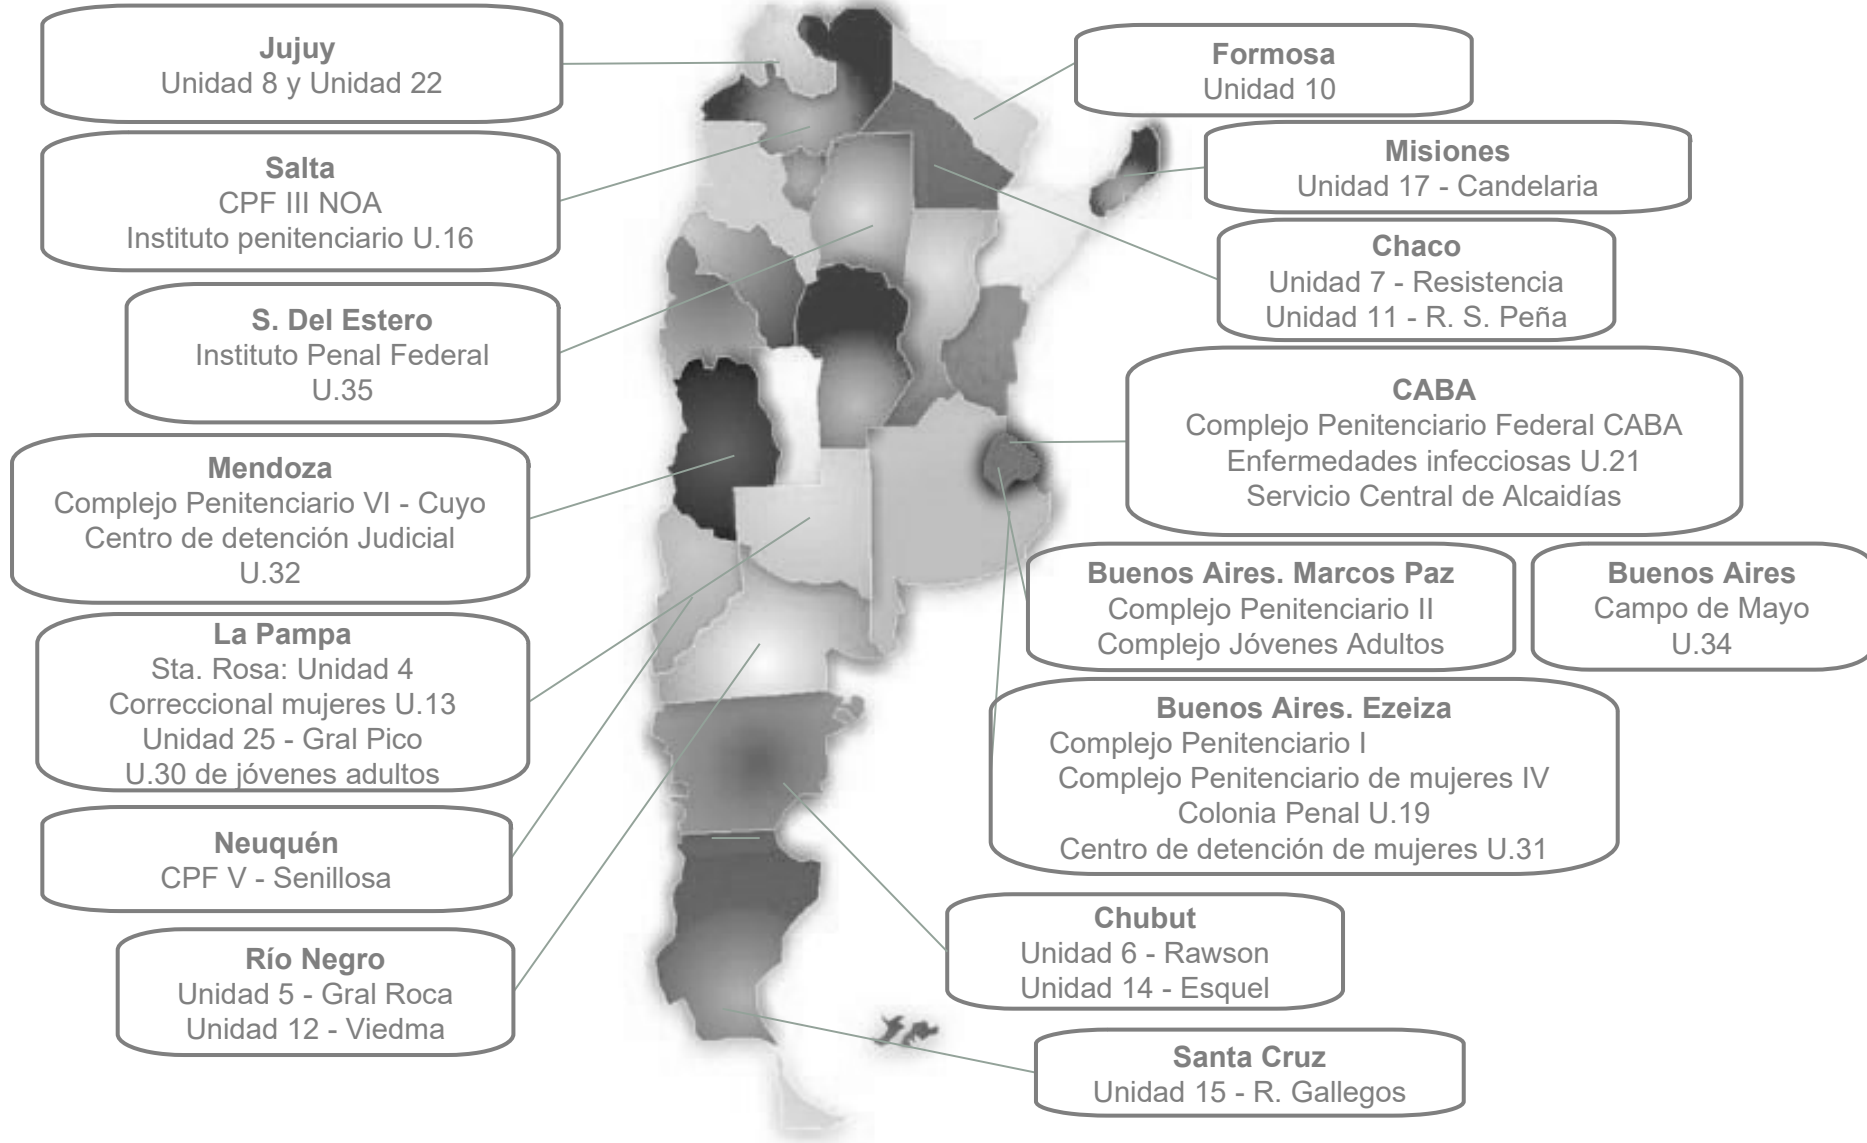 Jujuy
Unidad 8 y Unidad 22
Salta
CPF III NOA
Instituto penitenciario U.16
S. Del Estero
Instituto Penal Federal
U.35
Mendoza
Complejo Penitenciario VI - Cuyo
Centro de detención Judicial
U.32
La Pampa
Sta. Rosa: Unidad 4
Correccional mujeres U.13
Unidad 25 - Gral Pico
U.30 de jóvenes adultos
Neuquén
CPF V - Senillosa
Río Negro
Unidad 5 - Gral Roca
Unidad 12 - Viedma
Formosa
Unidad 10
Misiones
Unidad 17 - Candelaria
Chaco
Unidad 7 - Resistencia
Unidad 11 - R. S. Peña
CABA
Complejo Penitenciario Federal CABA
Enfermedades infecciosas U.21
Servicio Central de Alcaidías
Buenos Aires. Marcos Paz
Complejo Penitenciario II
Complejo Jóvenes Adultos
Buenos Aires
Campo de Mayo
U.34
Buenos Aires. Ezeiza
Complejo Penitenciario I
Complejo Penitenciario de mujeres IV
Colonia Penal U.19
Centro de detención de mujeres U.31
Chubut
Unidad 6 - Rawson
Unidad 14 - Esquel
Santa Cruz
Unidad 15 - R. Gallegos